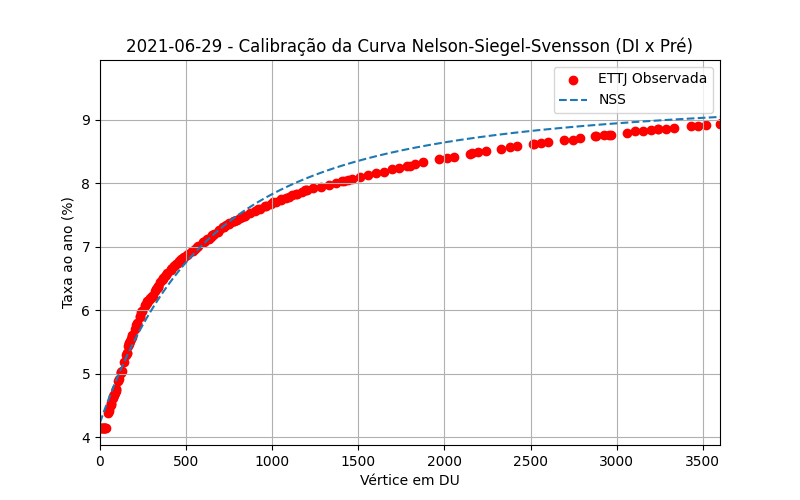 2021-06-29 - Calibração da Curva Nelson-Siegel-Svensson (DI x Pré)
ETTJ Observada
NSS
Taxa ao ano (%)
9
8
7
6
5
4
0 500 1000 1500 2000 2500 3000 3500
Vértice em DU